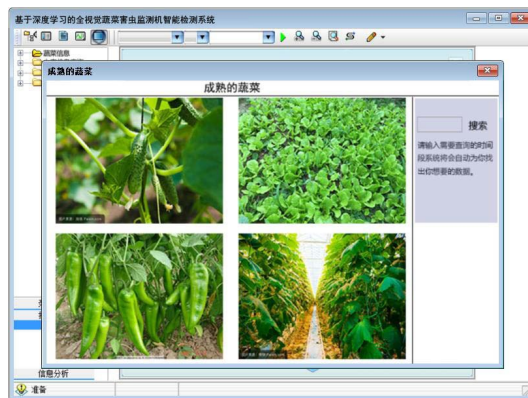 基于深度学习的全视觉蔬菜害虫监测机智能检测系统
蔬菜信息
成熟的蔬菜
成熟的蔬菜
搜索
请输入需要查询的时间
段系统将会自动为你找
出你想要的数据。
信息分析
准备